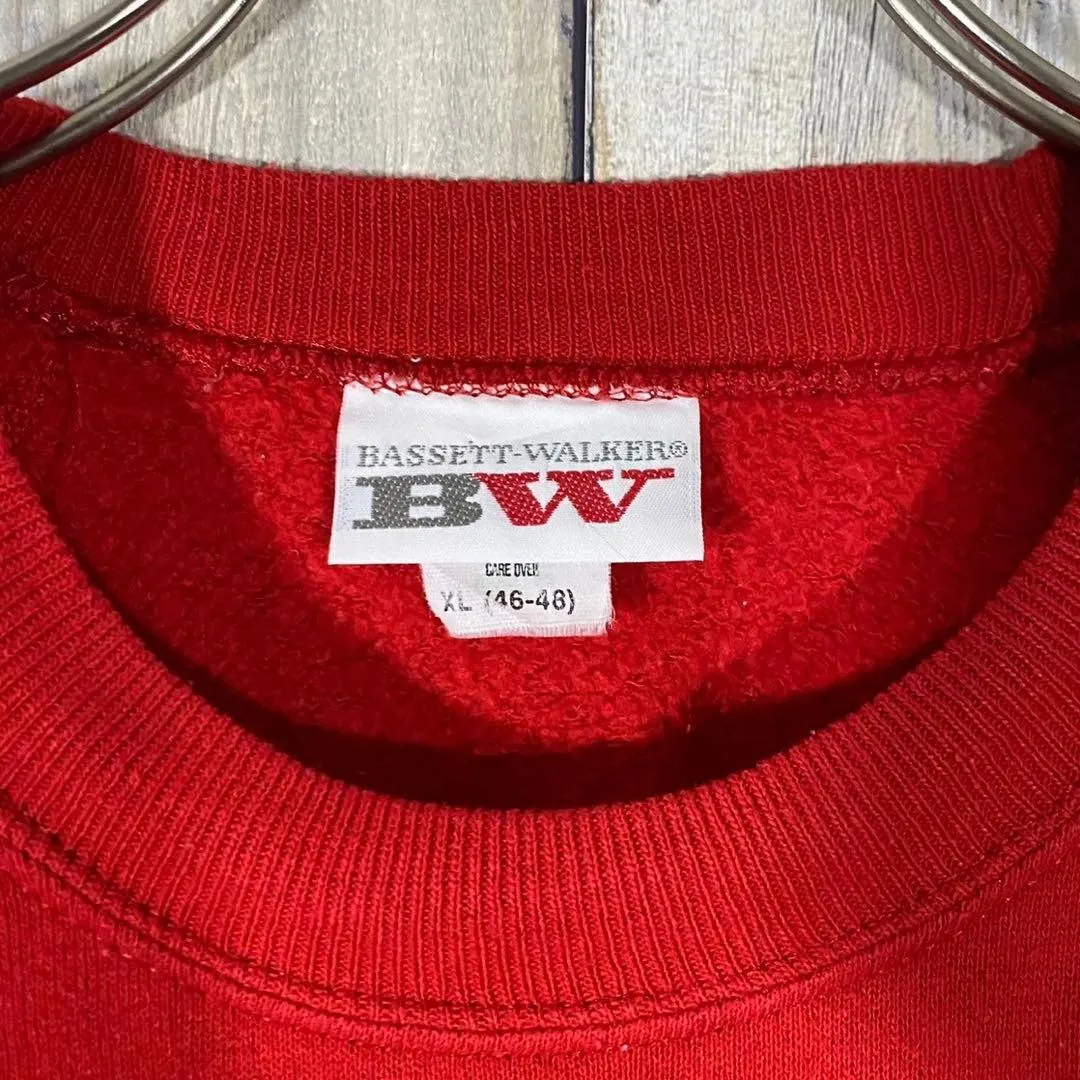 BASSETT-WALKER®
BW
CARE OVER
XL (46-48)